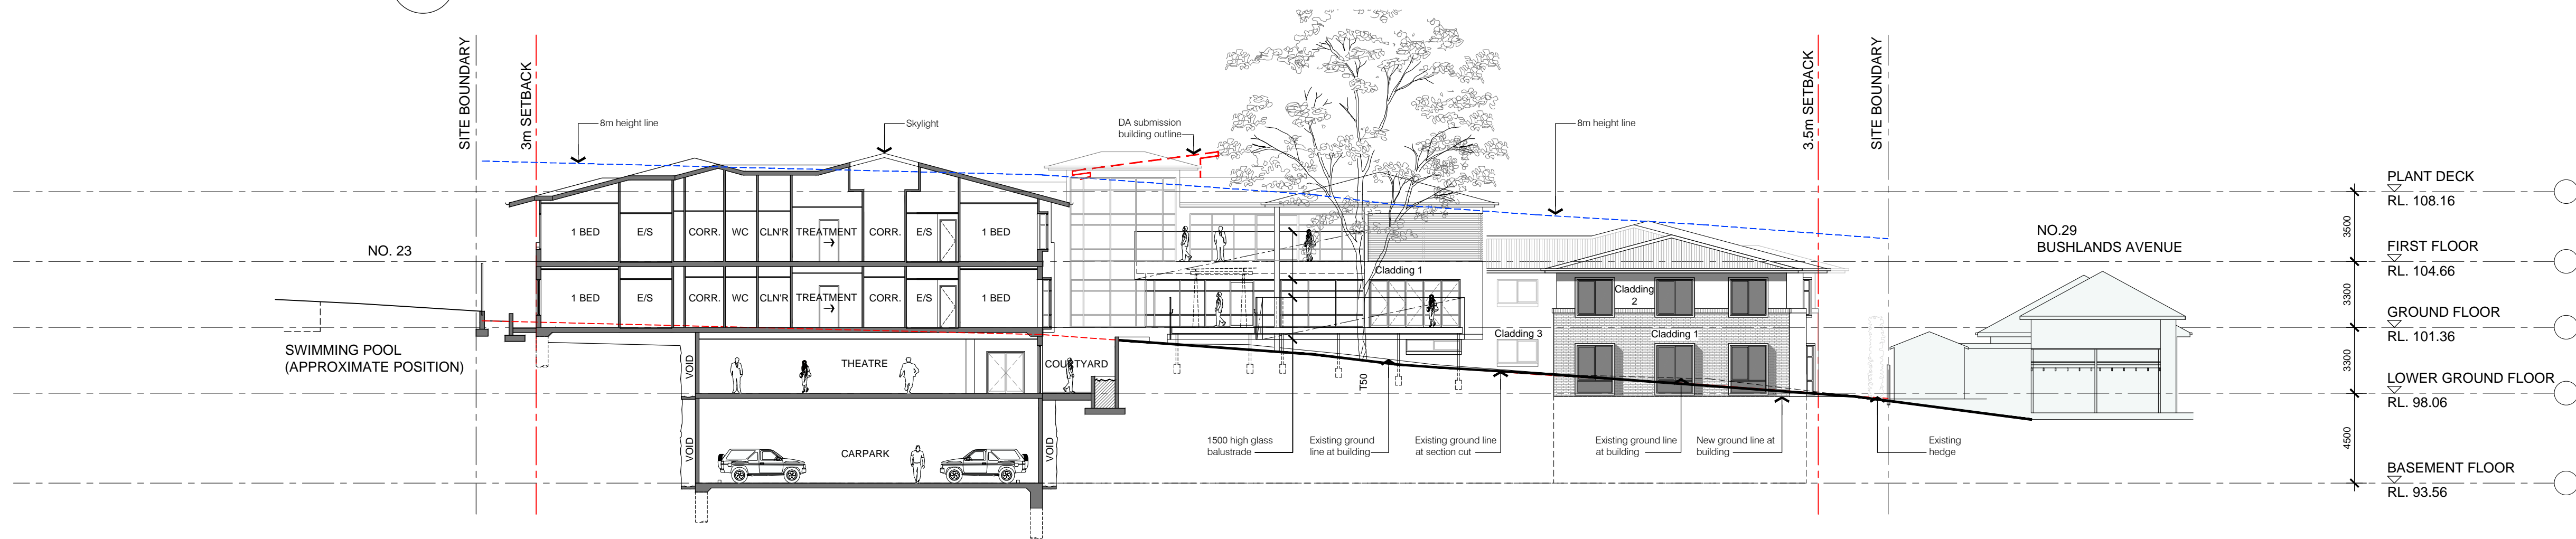 SITE BOUNDARY
3m SETBACK
8m height line
Skylight
DA submission
building outline
8m height line
3.5m SETBACK
SITE BOUNDARY
PLANT DECK
RL. 108.16
3500
NO. 23
1 BED
E/S
CORR.
WC
CLN'R
TREATMENT
CORR.
E/S
1 BED
NO.29
BUSHLANDS AVENUE
FIRST FLOOR
RL. 104.66
3300
1 BED
E/S
CORR.
WC
CLN'R
TREATMENT
CORR.
E/S
1 BED
Cladding 1
Cladding
2
Cladding 3
Cladding 1
GROUND FLOOR
RL. 101.36
3300
SWIMMING POOL
(APPROXIMATE POSITION)
VOID
THEATRE
COURTYARD
T50
LOWER GROUND FLOOR
RL. 98.06
4500
VOID
CARPARK
VOID
1500 high glass
balustrade
Existing ground
line at building
Existing ground line
at section cut
Existing ground line
at building
New ground line at
building
Existing
hedge
BASEMENT FLOOR
RL. 93.56